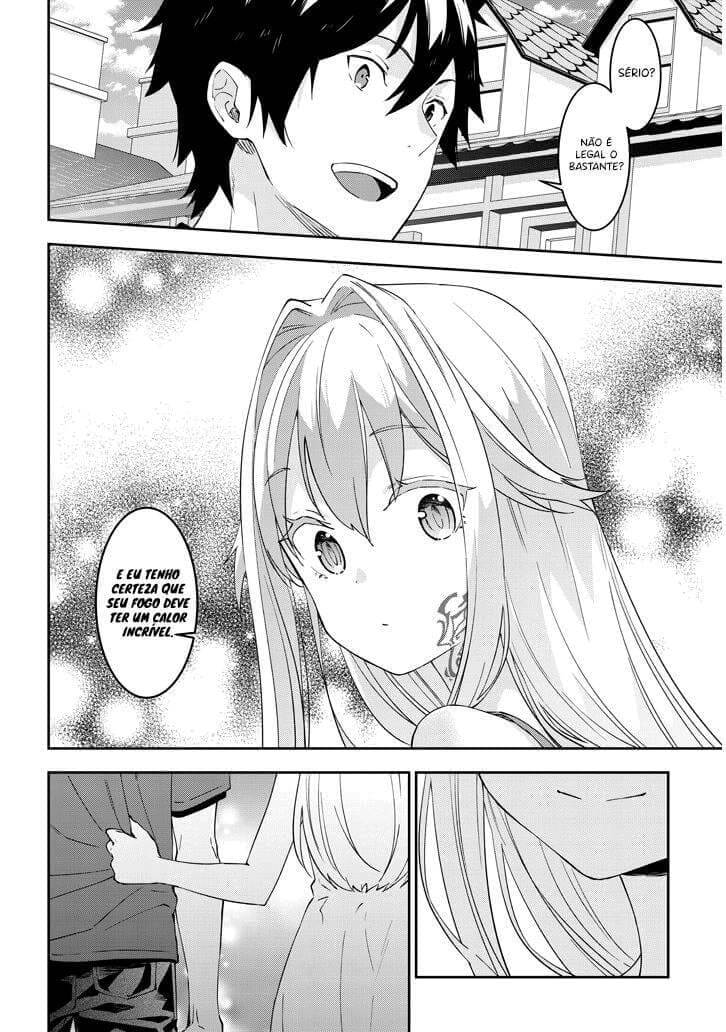 SÉRIO?
NÃO É
LEGAL O
BASTANTE?
E EU TENHO
CERTEZA QUE
SEU FOGO DEVE
TER UM CALOR
INCRÍVEL.